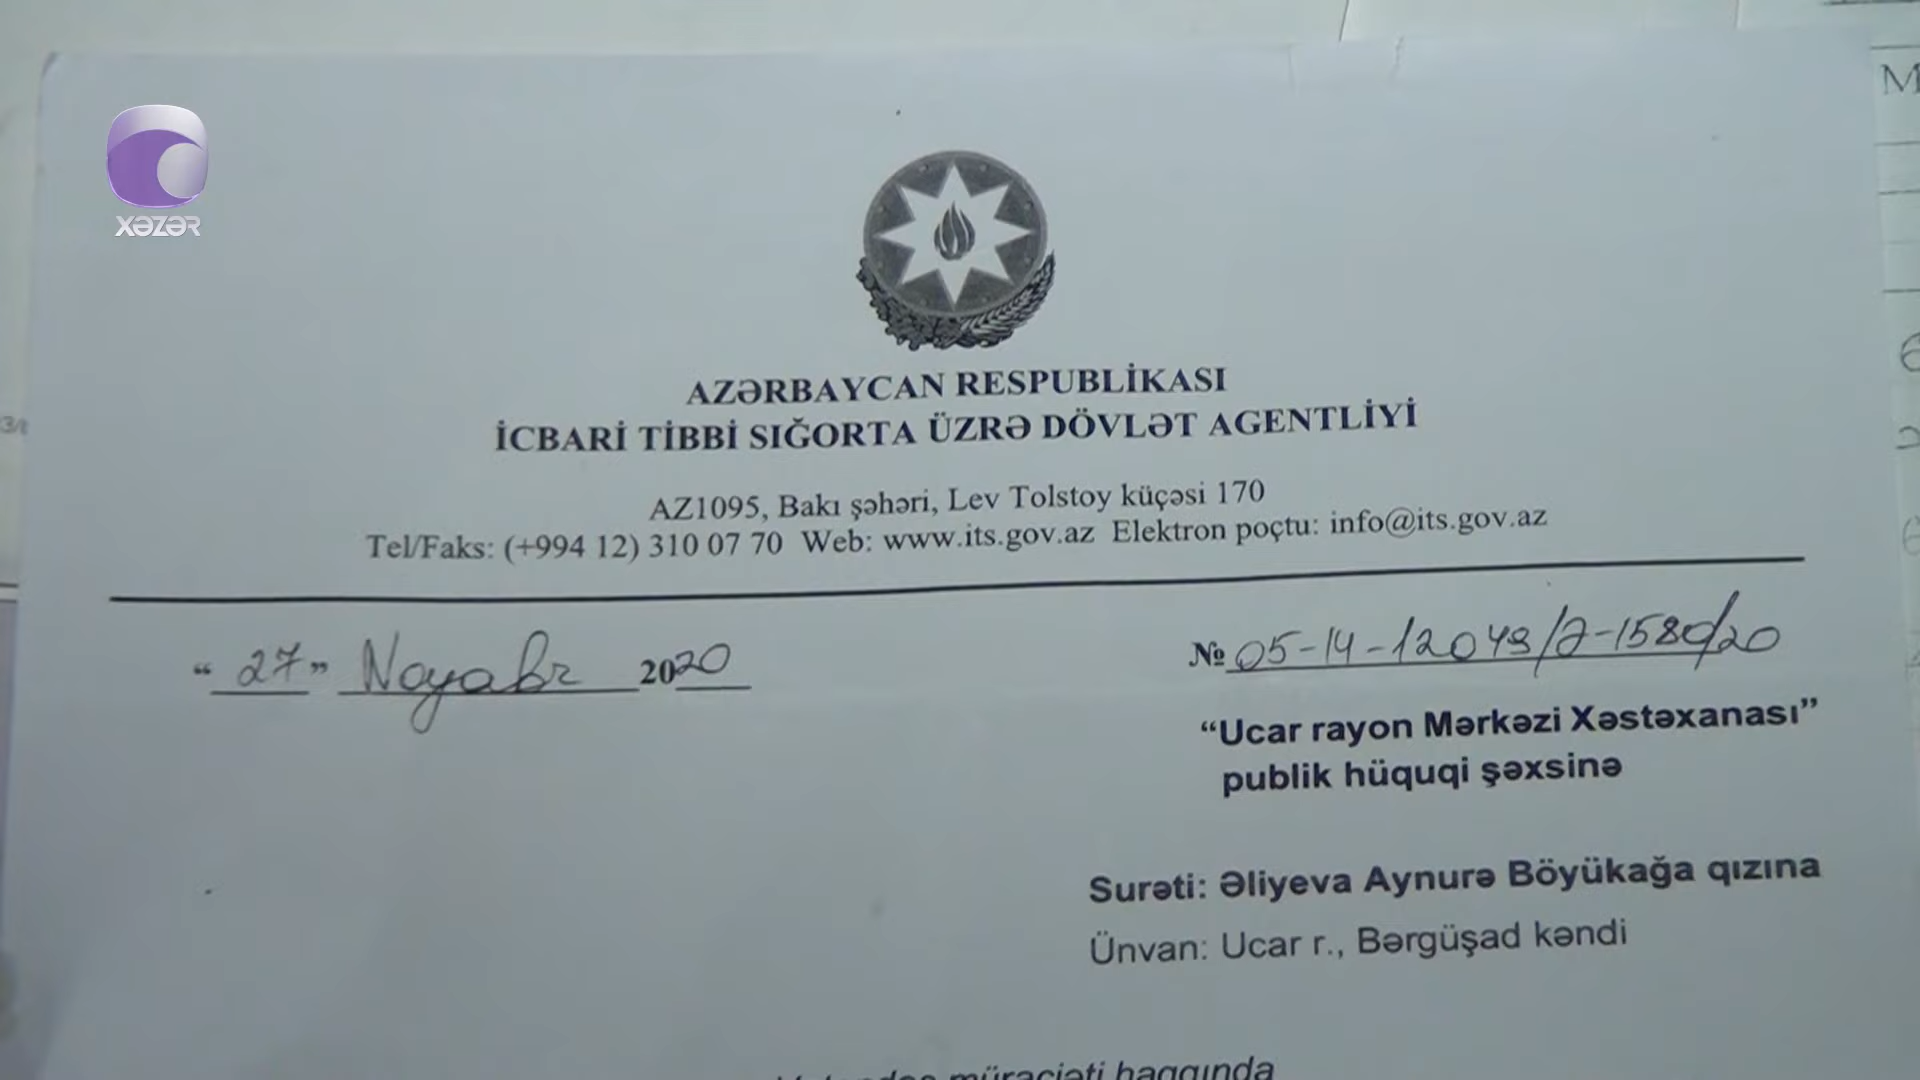 XƏZƏR
AZƏRBAYCAN RESPUBLİKASI
İCBARİ TİBBİ SIĞORTA ÜZRƏ DÖVLƏT AGENTLİYİ
AZ1095, Bakı şəhəri, Lev Tolstoy küçəsi 170
Tel/Faks: (+994 12) 310 07 70 Web: www.its.gov.az Elektron poçtu: info@its.gov.az
“27” Noyabr 2020
№ 05-14-12049/2-1580/20
“Ucar rayon Mərkəzi Xəstəxanası”
publik hüquqi şəxsinə
Surəti: Əliyeva Aynurə Böyükağa qızına
Ünvan: Ucar r., Bərgüşad kəndi
müraciəti haqqında